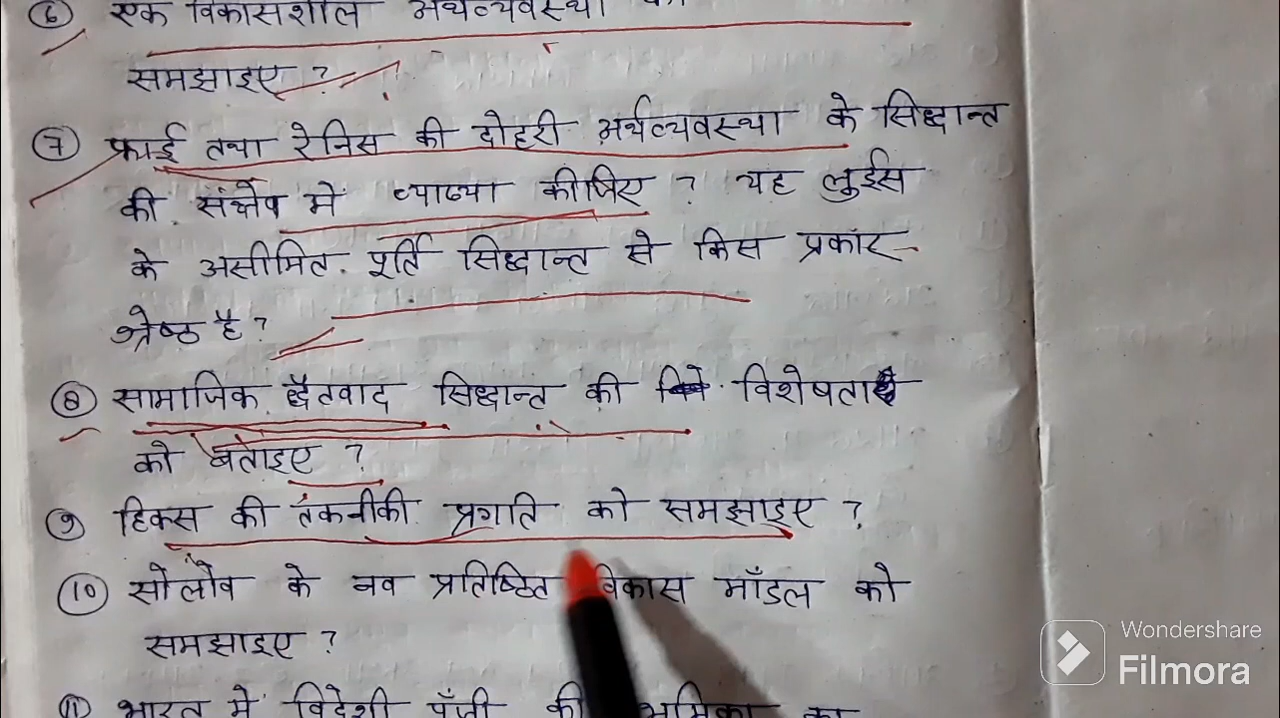 ⑥ एक विकासशील अर्थव्यवस्था
समझाइए ?
⑦ फ्राई तथा रेनिस की दोहरी अर्थव्यवस्था के सिद्धान्त
की संक्षेप में व्याख्या कीजिए ? यह लुईस
के असीमित पूर्ति सिद्धान्त से किस प्रकार
श्रेष्ठ है ?
⑧ सामाजिक द्वैतवाद सिद्धान्त की विशेषताओ
को बताइए ?
⑨ हिक्स की तकनीकी प्रगति को समझाइए ?
⑩ सोलोव के नव प्रतिष्ठित विकास मॉडल को
समझाइए ?
⑪ भारत में विदेशी पूँजी की भूमिका का
Wondershare
Filmora